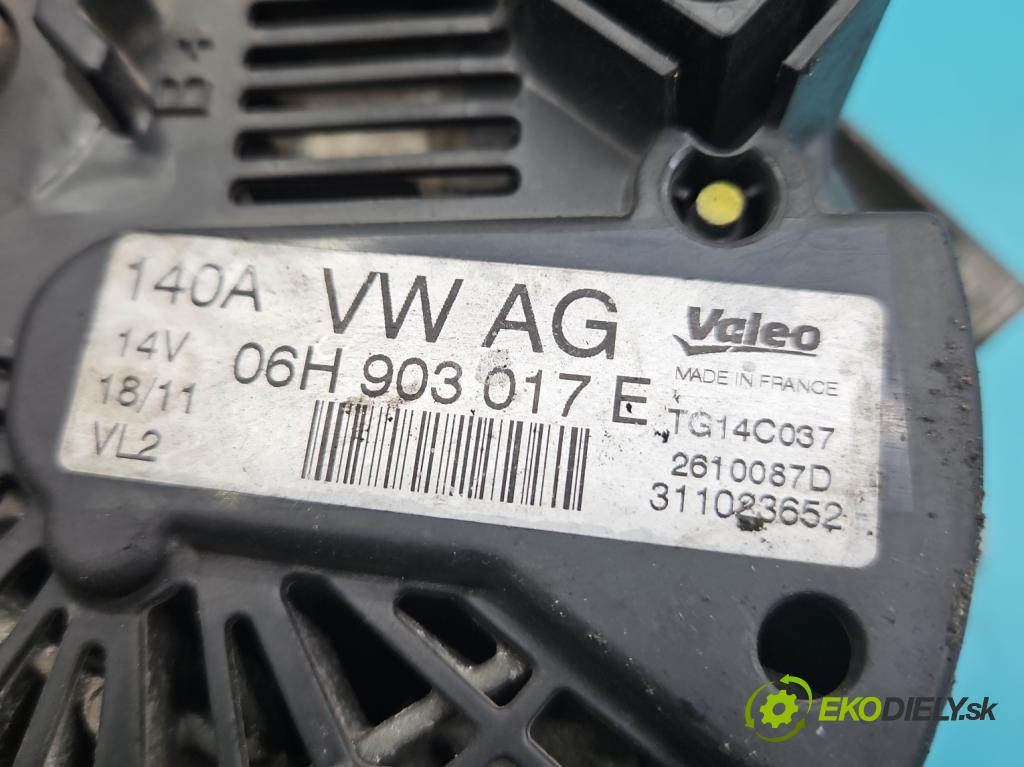 B+
140A VW AG Valeo
14V 06H 903 017 E MADE IN FRANCE
18/11 TG14C037
VL2 2610087D
311023652
EKODIELY.sk